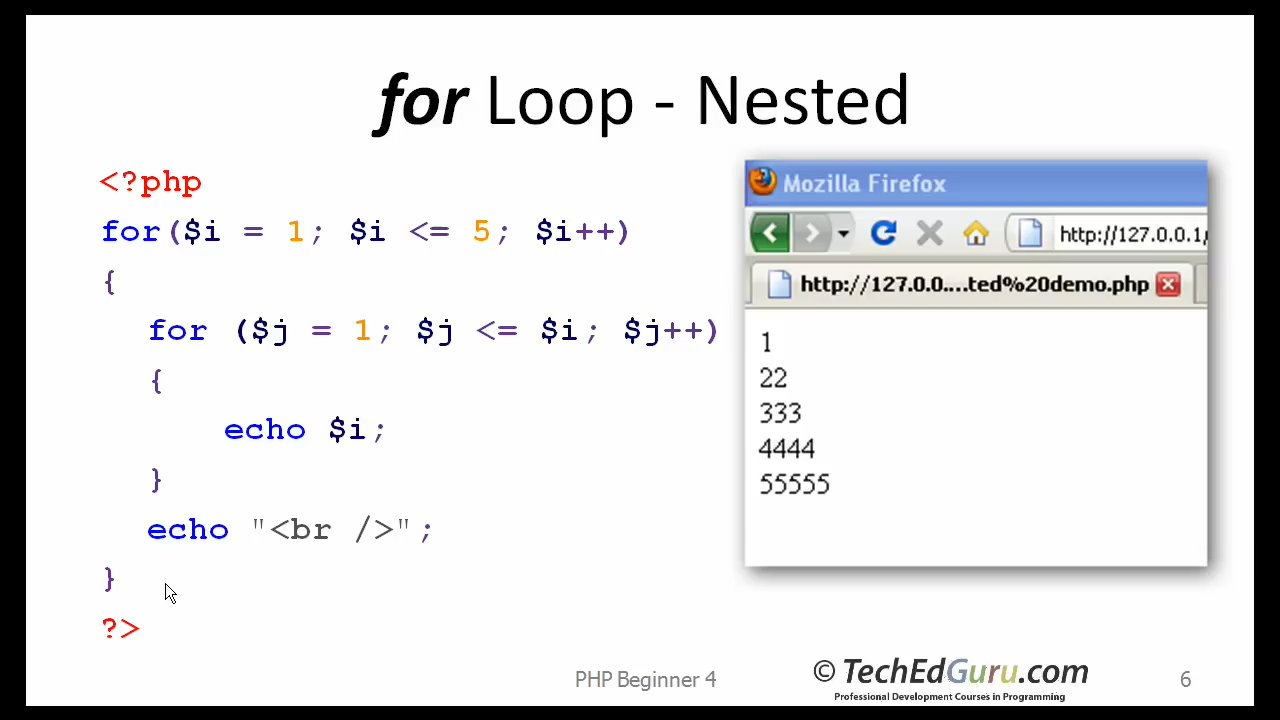 for Loop - Nested
<?php
for($i = 1; $i <= 5; $i++)
{
for ($j = 1; $j <= $i; $j++)
{
echo $i;
}
echo "<br />";
}
?>
Mozilla Firefox
http://127.0.0.1/
http://127.0.0....ted%20demo.php
1
22
333
4444
55555
PHP Beginner 4
© TechEdGuru.com
Professional Development Courses in Programming
6